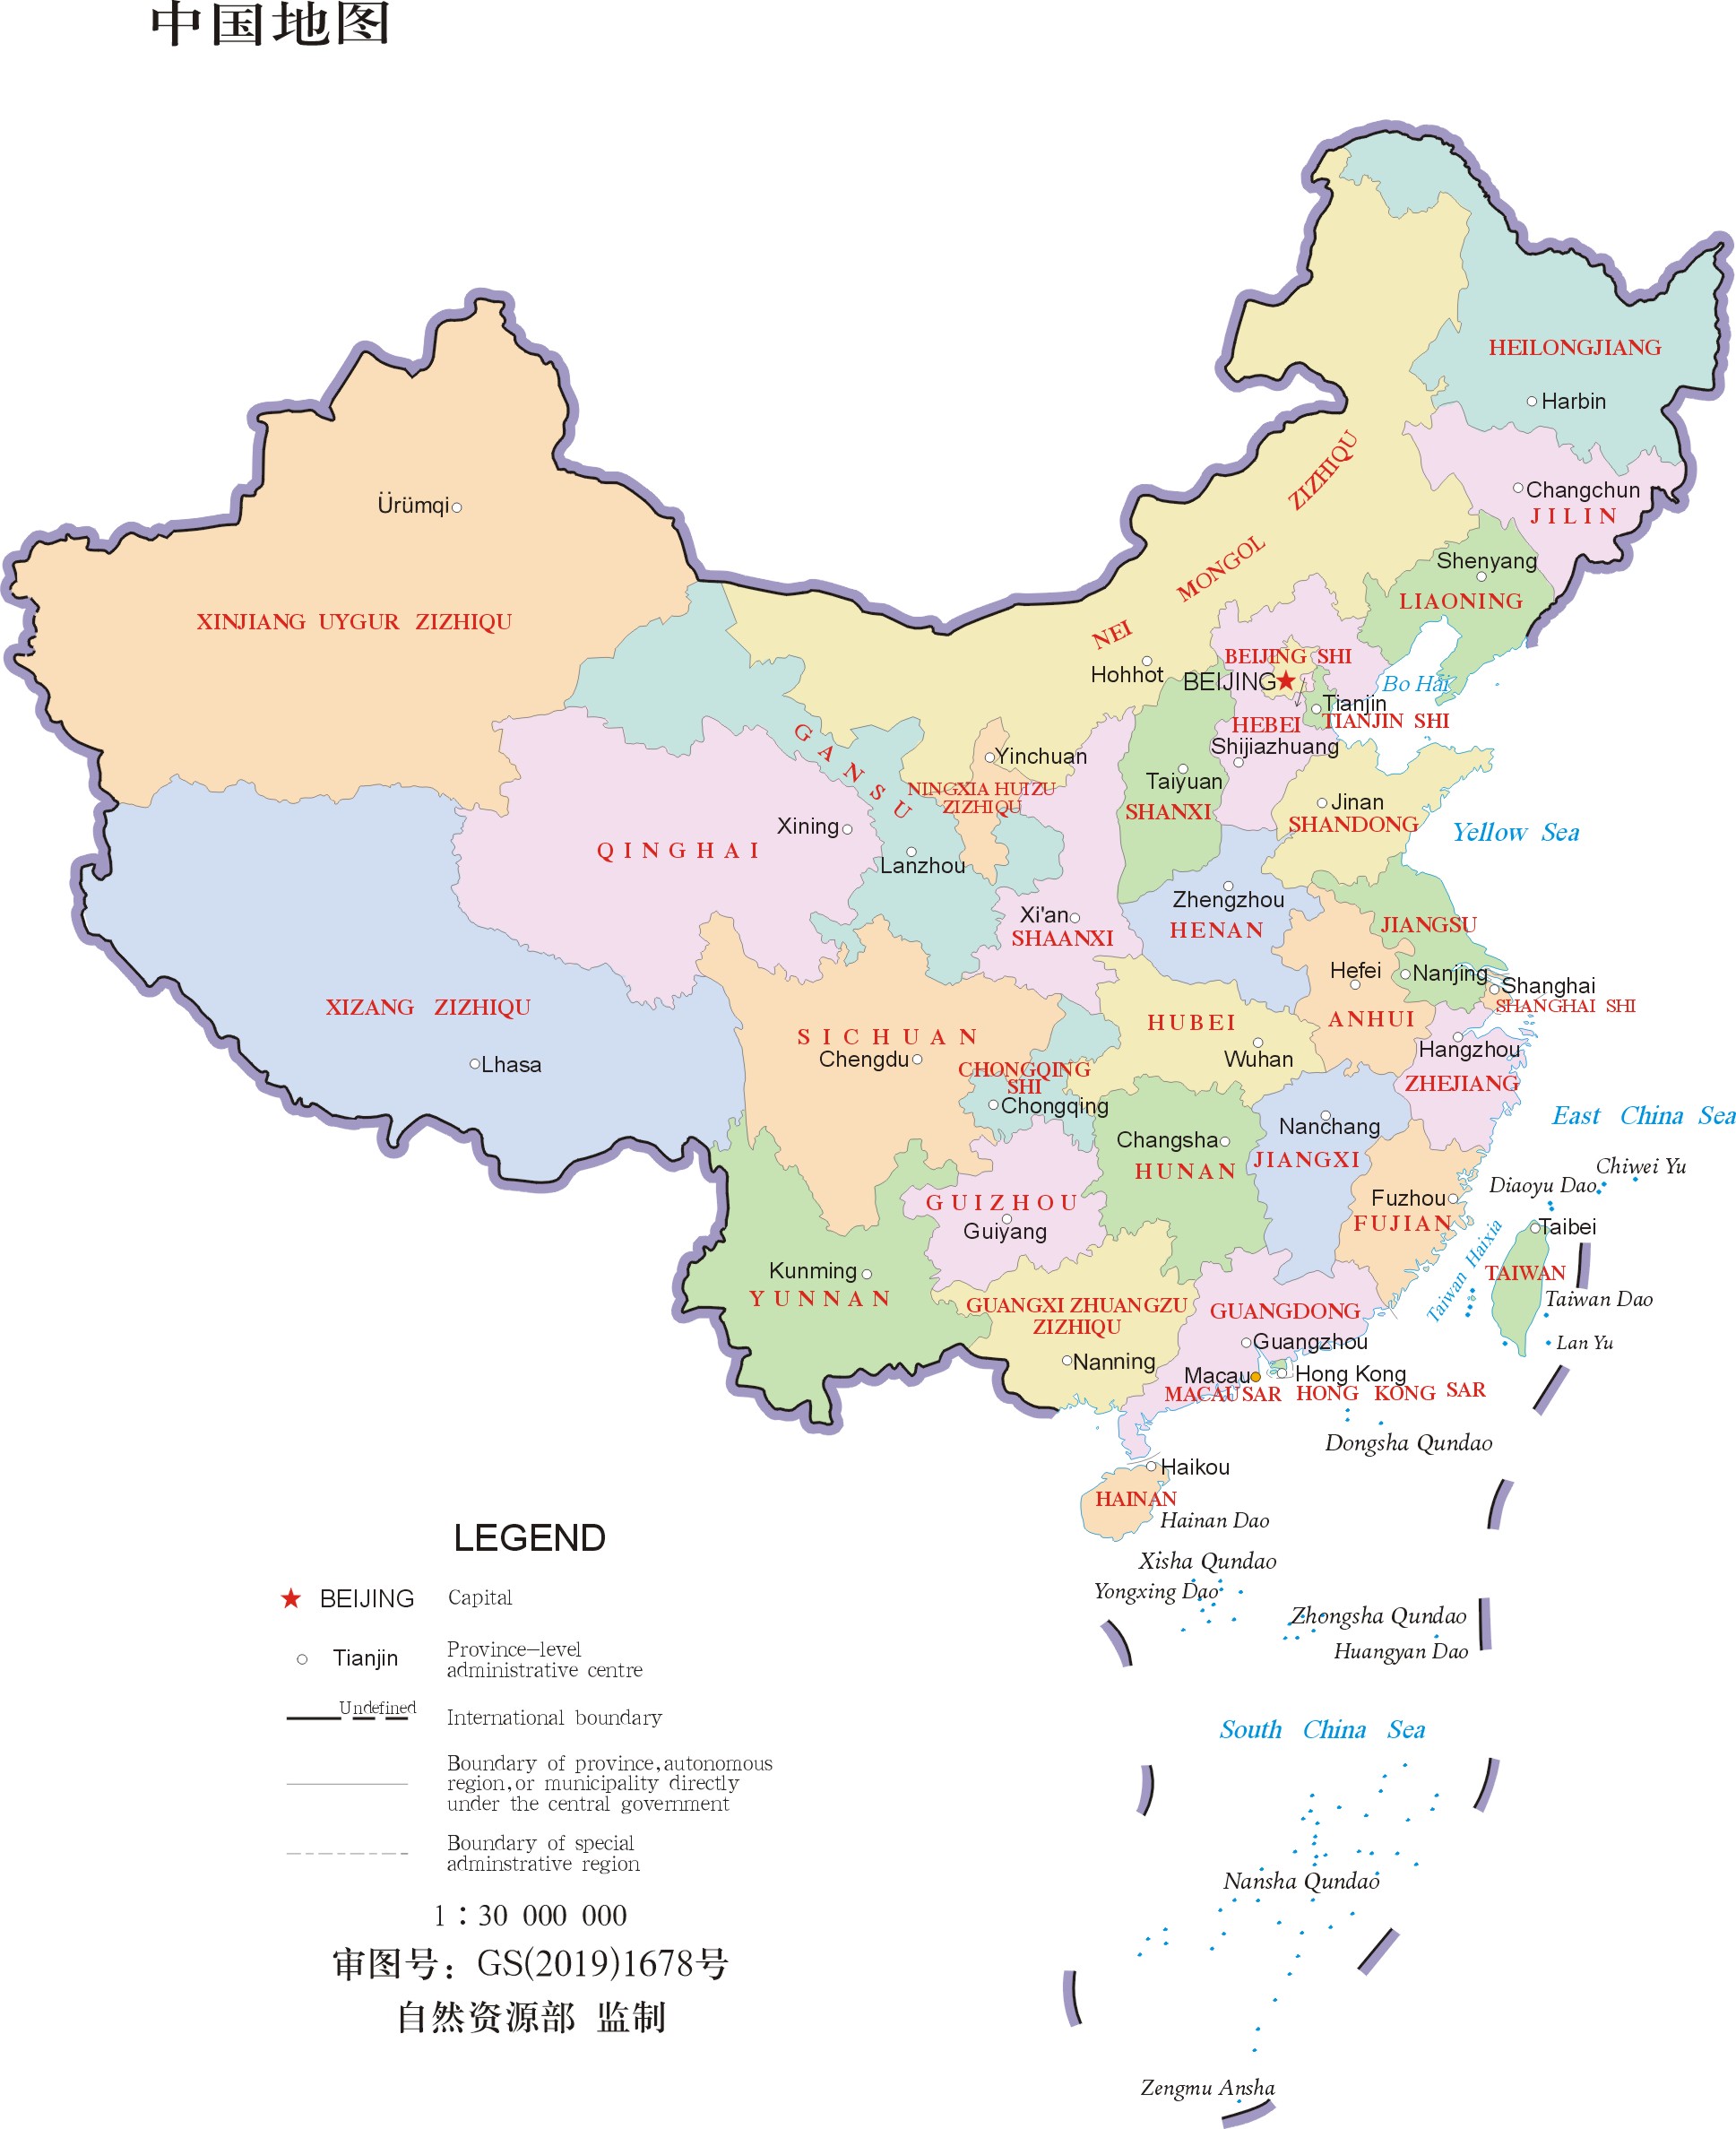 中国地图
HEILONGJIANG
Harbin
ZIZHIQU
Changchun
JILIN
Ürümqi
MONGOL
Shenyang
LIAONING
XINJIANG UYGUR ZIZHIQU
NEI
Hohhot
BEIJING SHI
BEIJING
Bo Hai
Tianjin
TIANJIN SHI
HEBEI
Shijiazhuang
GANSU
Yinchuan
NINGXIA HUIZU
ZIZHIQU
Taiyuan
SHANXI
Jinan
SHANDONG
Yellow Sea
Xining
QINGHAI
Lanzhou
Zhengzhou
HENAN
Xi'an
SHAANXI
JIANGSU
Hefei
Nanjing
Shanghai
SHANGHAI SHI
XIZANG ZIZHIQU
Lhasa
SICHUAN
Chengdu
HUBEI
Wuhan
ANHUI
Hangzhou
ZHEJIANG
CHONGQING
SHI
Chongqing
East China Sea
Changsha
HUNAN
Nanchang
JIANGXI
Chiwei Yu
Diaoyu Dao
GUIZHOU
Guiyang
Fuzhou
FUJIAN
Taibei
Taiwan Haixia
TAIWAN
Taiwan Dao
Lan Yu
Kunming
YUNNAN
GUANGXI ZHUANGZU
ZIZHIQU
Nanning
GUANGDONG
Guangzhou
Macau
Hong Kong
MACAU SAR
HONG KONG SAR
Dongsha Qundao
Haikou
HAINAN
Hainan Dao
Xisha Qundao
Yongxing Dao
Zhongsha Qundao
Huangyan Dao
South China Sea
Nansha Qundao
Zengmu Ansha
LEGEND
BEIJING Capital
Tianjin Province-level
administrative centre
Undefined
International boundary
Boundary of province,autonomous
region,or municipality directly
under the central government
Boundary of special
adminstrative region
1：30 000 000
审图号：GS(2019)1678号
自然资源部 监制